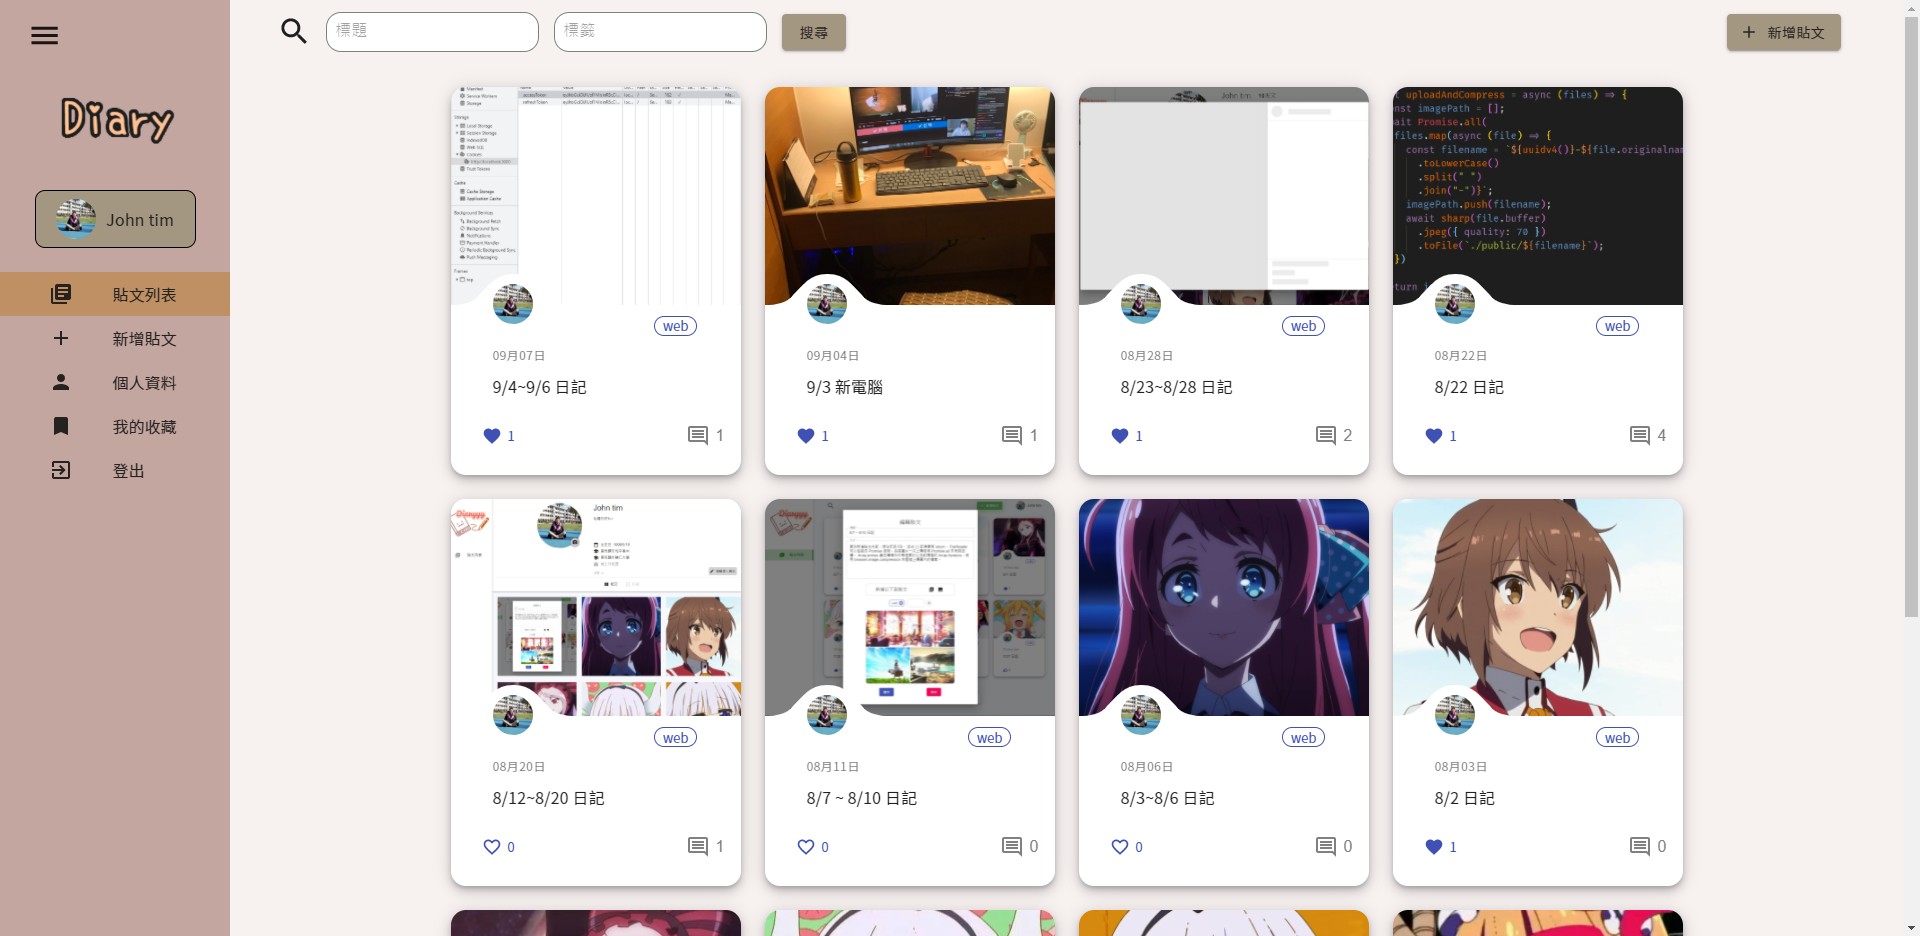 標題
標籤
搜尋
新增貼文
Diary
John tim
貼文列表
新增貼文
個人資料
我的收藏
登出
web
09月07日
9/4~9/6 日記
1
1
web
09月04日
9/3 新電腦
1
1
John tim
web
08月28日
8/23~8/28 日記
1
2
uploadAndCompress = async (files) => {
nst imagePath = [];
ait Promise.all(
files.map(async (file) => {
const filename = `${uuidv4()}-${file.originalnam
.toLowerCase()
.split(" ")
.join("-")}`;
imagePath.push(filename);
await sharp(file.buffer)
.jpeg({ quality: 70 })
.toFile(`./public/${filename}`);
})
turn i
web
08月22日
8/22 日記
1
4
John tim
web
08月20日
8/12~8/20 日記
0
1
web
08月11日
8/7 ~ 8/10 日記
0
0
web
08月06日
8/3~8/6 日記
0
0
web
08月03日
8/2 日記
1
0